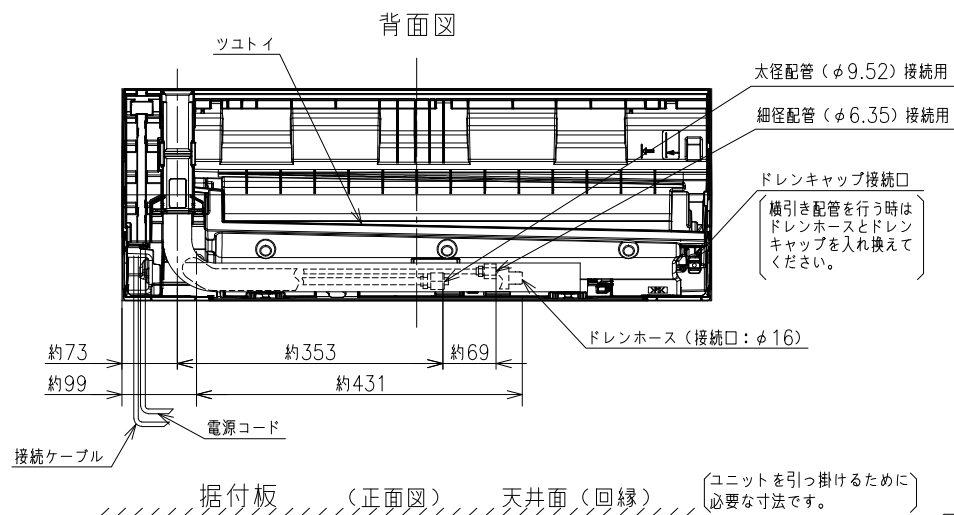 背面図
ツユトイ
太径配管（φ9.52）接続用
細径配管（φ6.35）接続用
ドレンキャップ接続口
横引き配管を行う時は
ドレンホースとドレン
キャップを入れ換えて
ください。
ドレンホース（接続口：φ16）
約73
約353
約69
約99
約431
電源コード
接続ケーブル
据付板 （正面図） 天井面（回縁）
ユニットを引っ掛けるために
必要な寸法です。